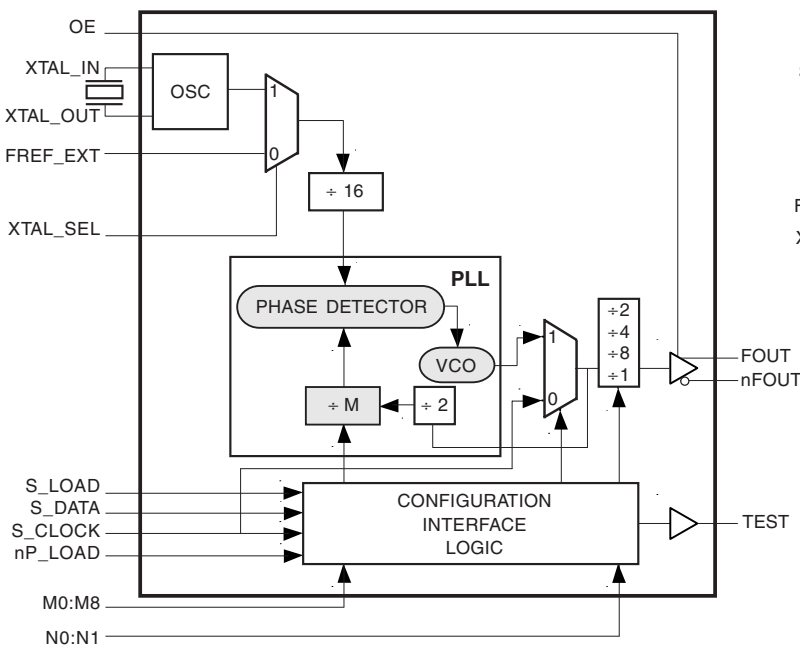 OE
XTAL_IN
OSC
1
XTAL_OUT
FREF_EXT
0
÷ 16
XTAL_SEL
PLL
PHASE DETECTOR
÷2
÷4
÷8
÷1
1
VCO
FOUT
nFOUT
÷ M
÷ 2
0
S_LOAD
S_DATA
S_CLOCK
nP_LOAD
CONFIGURATION
INTERFACE
LOGIC
TEST
M0:M8
N0:N1